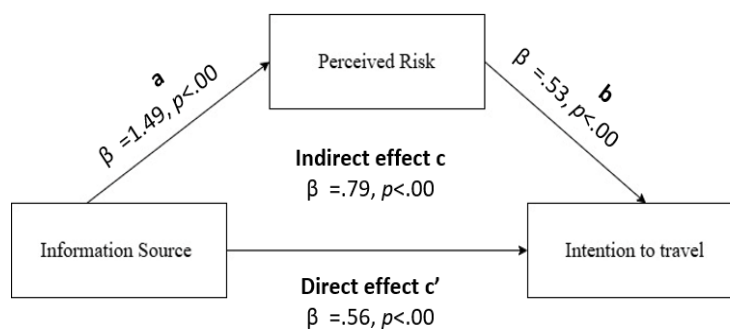 Perceived Risk
a
β =1.49, p<.00
b
β =.53, p<.00
Indirect effect c
β =.79, p<.00
Information Source
Intention to travel
Direct effect c’
β =.56, p<.00